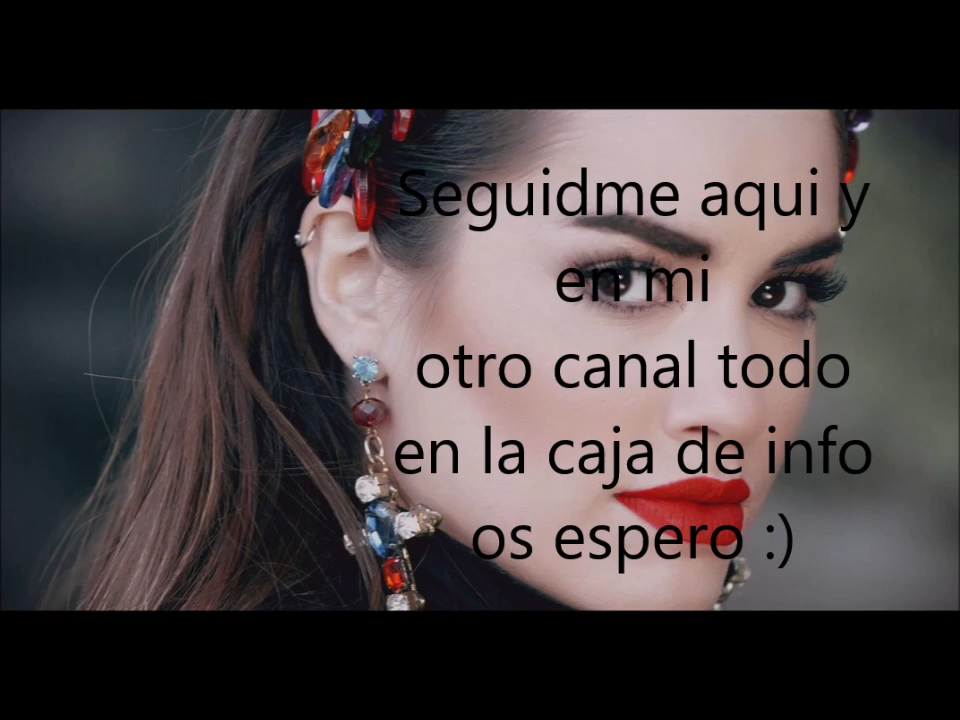 Seguidme aqui y
en mi
otro canal todo
en la caja de info
os espero :)